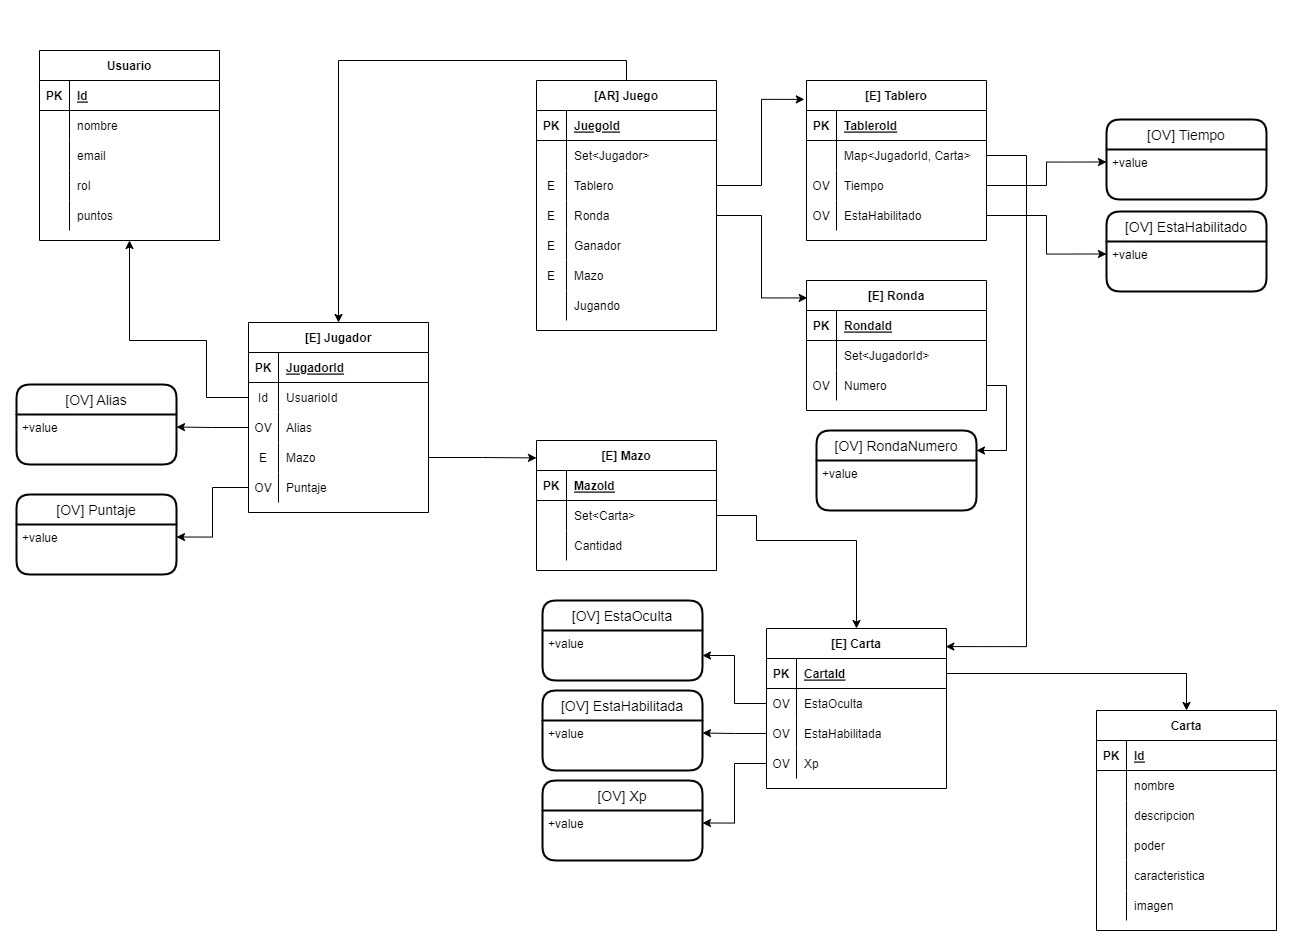 Usuario
PK Id
nombre
email
rol
puntos
[AR] Juego
PK JuegoId
Set<Jugador>
E Tablero
E Ronda
E Ganador
E Mazo
Jugando
[E] Tablero
PK TableroId
Map<JugadorId, Carta>
OV Tiempo
OV EstaHabilitado
[OV] Tiempo
+value
[OV] EstaHabilitado
+value
[E] Ronda
PK RondaId
Set<JugadorId>
OV Numero
[OV] RondaNumero
+value
[E] Jugador
PK JugadorId
Id UsuarioId
OV Alias
E Mazo
OV Puntaje
[OV] Alias
+value
[OV] Puntaje
+value
[E] Mazo
PK MazoId
Set<Carta>
Cantidad
[OV] EstaOculta
+value
[OV] EstaHabilitada
+value
[OV] Xp
+value
[E] Carta
PK CartaId
OV EstaOculta
OV EstaHabilitada
OV Xp
Carta
PK Id
nombre
descripcion
poder
caracteristica
imagen